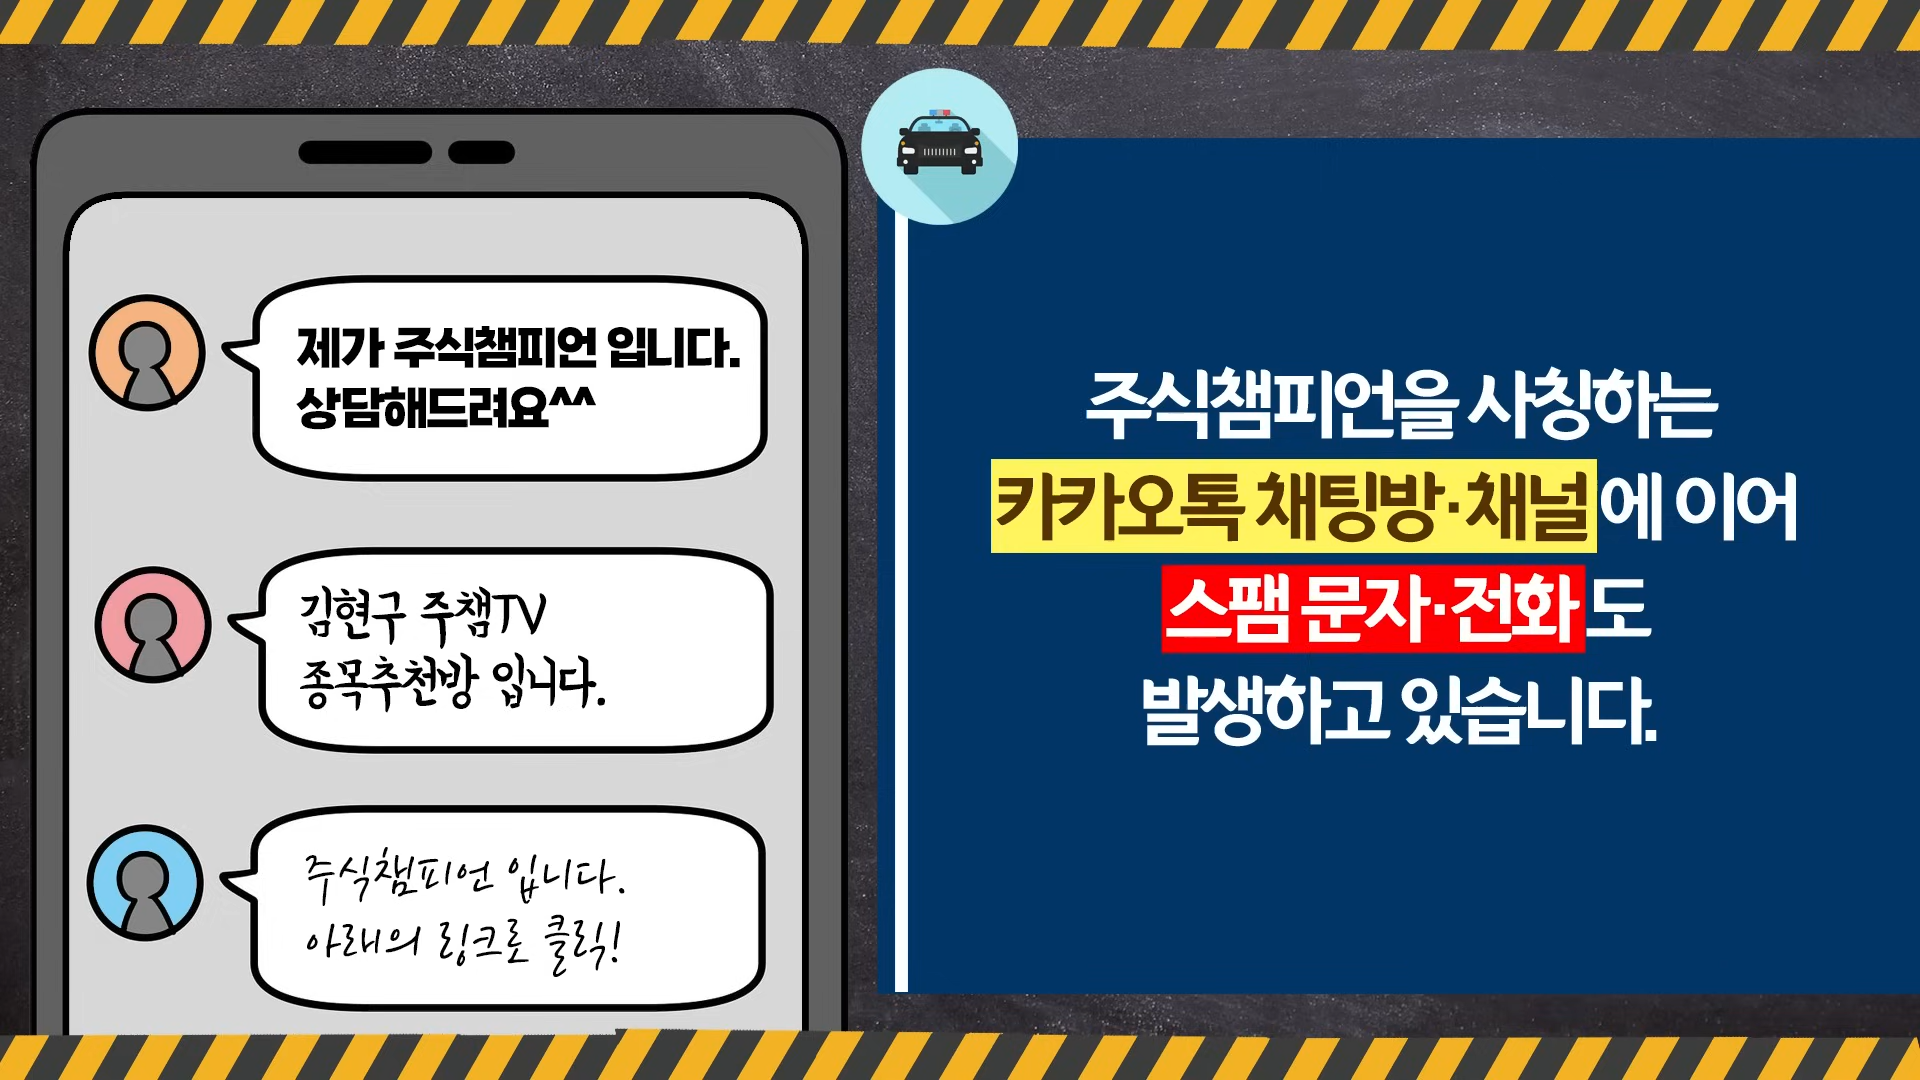 제가 주식챔피언 입니다.
상담해드려요^^
김현구 주챔TV
종목추천방 입니다.
주식챔피언 입니다.
아래의 링크로 클릭!
주식챔피언을 사칭하는
카카오톡 채팅방·채널에 이어
스팸 문자·전화도
발생하고 있습니다.